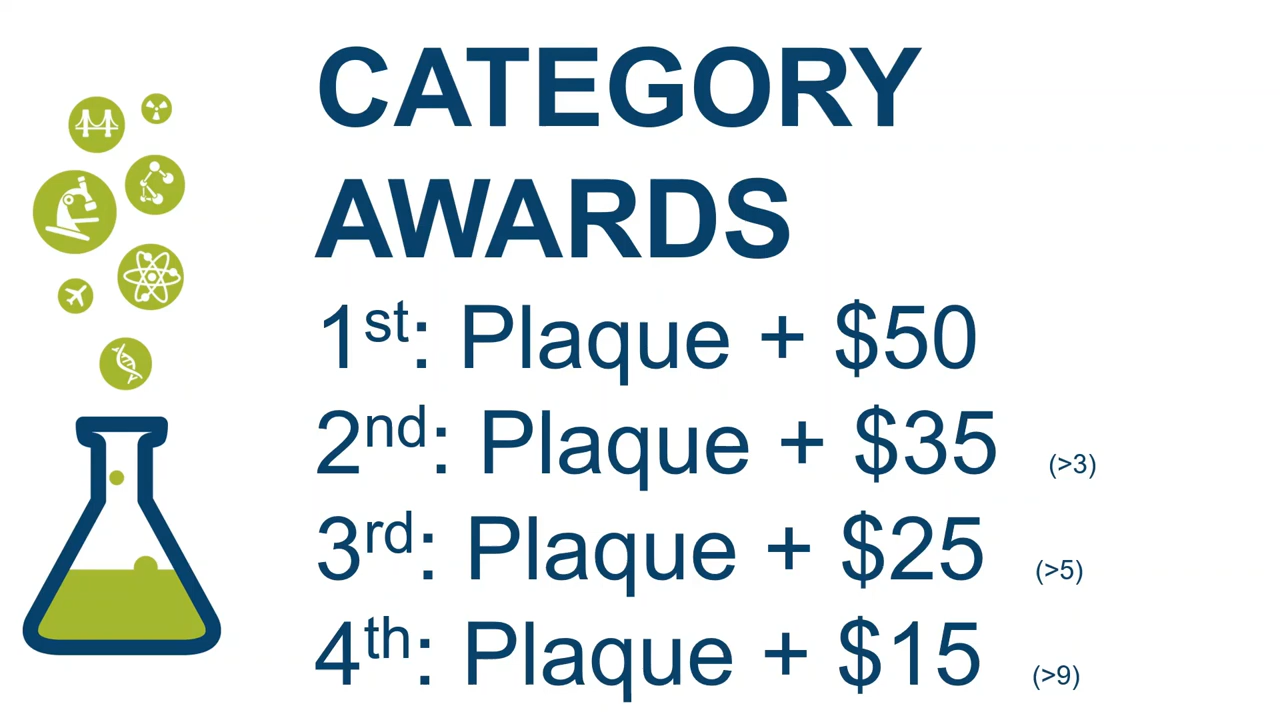 CATEGORY
AWARDS
1st: Plaque + $50
2nd: Plaque + $35 (>3)
3rd: Plaque + $25 (>5)
4th: Plaque + $15 (>9)